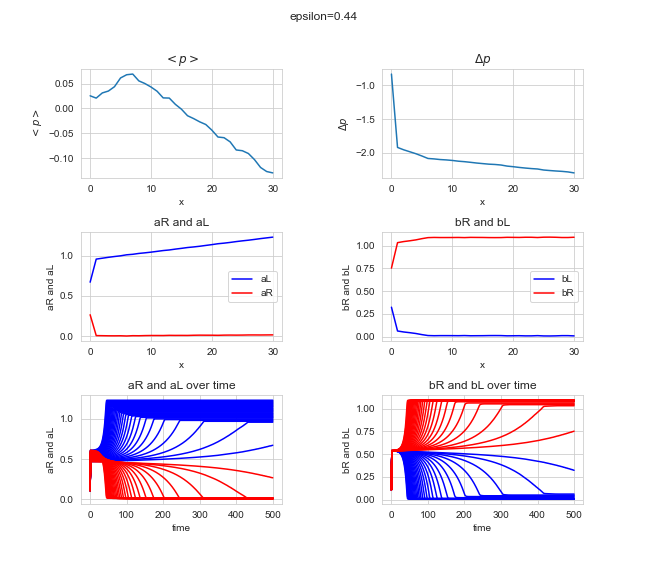 epsilon=0.44
< p >
Δp
0.05
0.00
−0.05
−0.10
< p >
0 10 20 30
x
−1.0
−1.5
−2.0
Δp
0 10 20 30
x
aR and aL
bR and bL
1.0
0.5
0.0
aR and aL
aL
aR
0 10 20 30
x
1.00
0.75
0.50
0.25
0.00
bR and bL
bL
bR
0 10 20 30
x
aR and aL over time
bR and bL over time
1.0
0.5
0.0
aR and aL
0 100 200 300 400 500
time
1.00
0.75
0.50
0.25
0.00
bR and bL
0 100 200 300 400 500
time